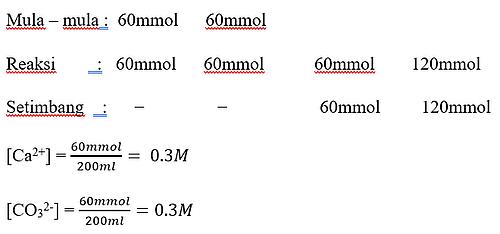 Mula – mula : 60mmol 60mmol
Reaksi : 60mmol 60mmol 60mmol 120mmol
Setimbang : – – 60mmol 120mmol
[Ca²⁺] = 60mmol/200ml = 0.3M
[CO₃²⁻] = 60mmol/200ml = 0.3M